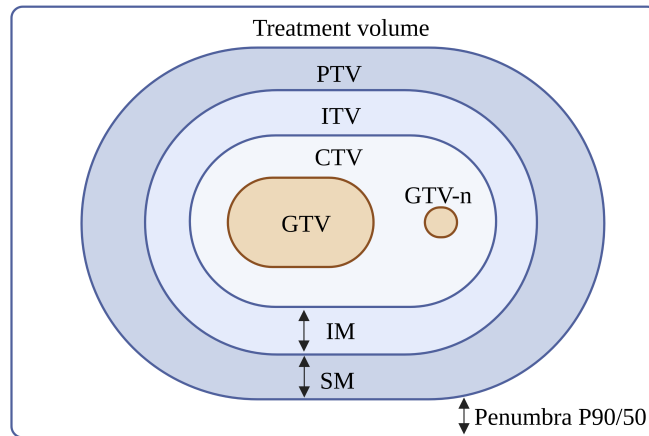 Treatment volume
PTV
ITV
CTV
GTV-n
GTV
IM
SM
Penumbra P90/50